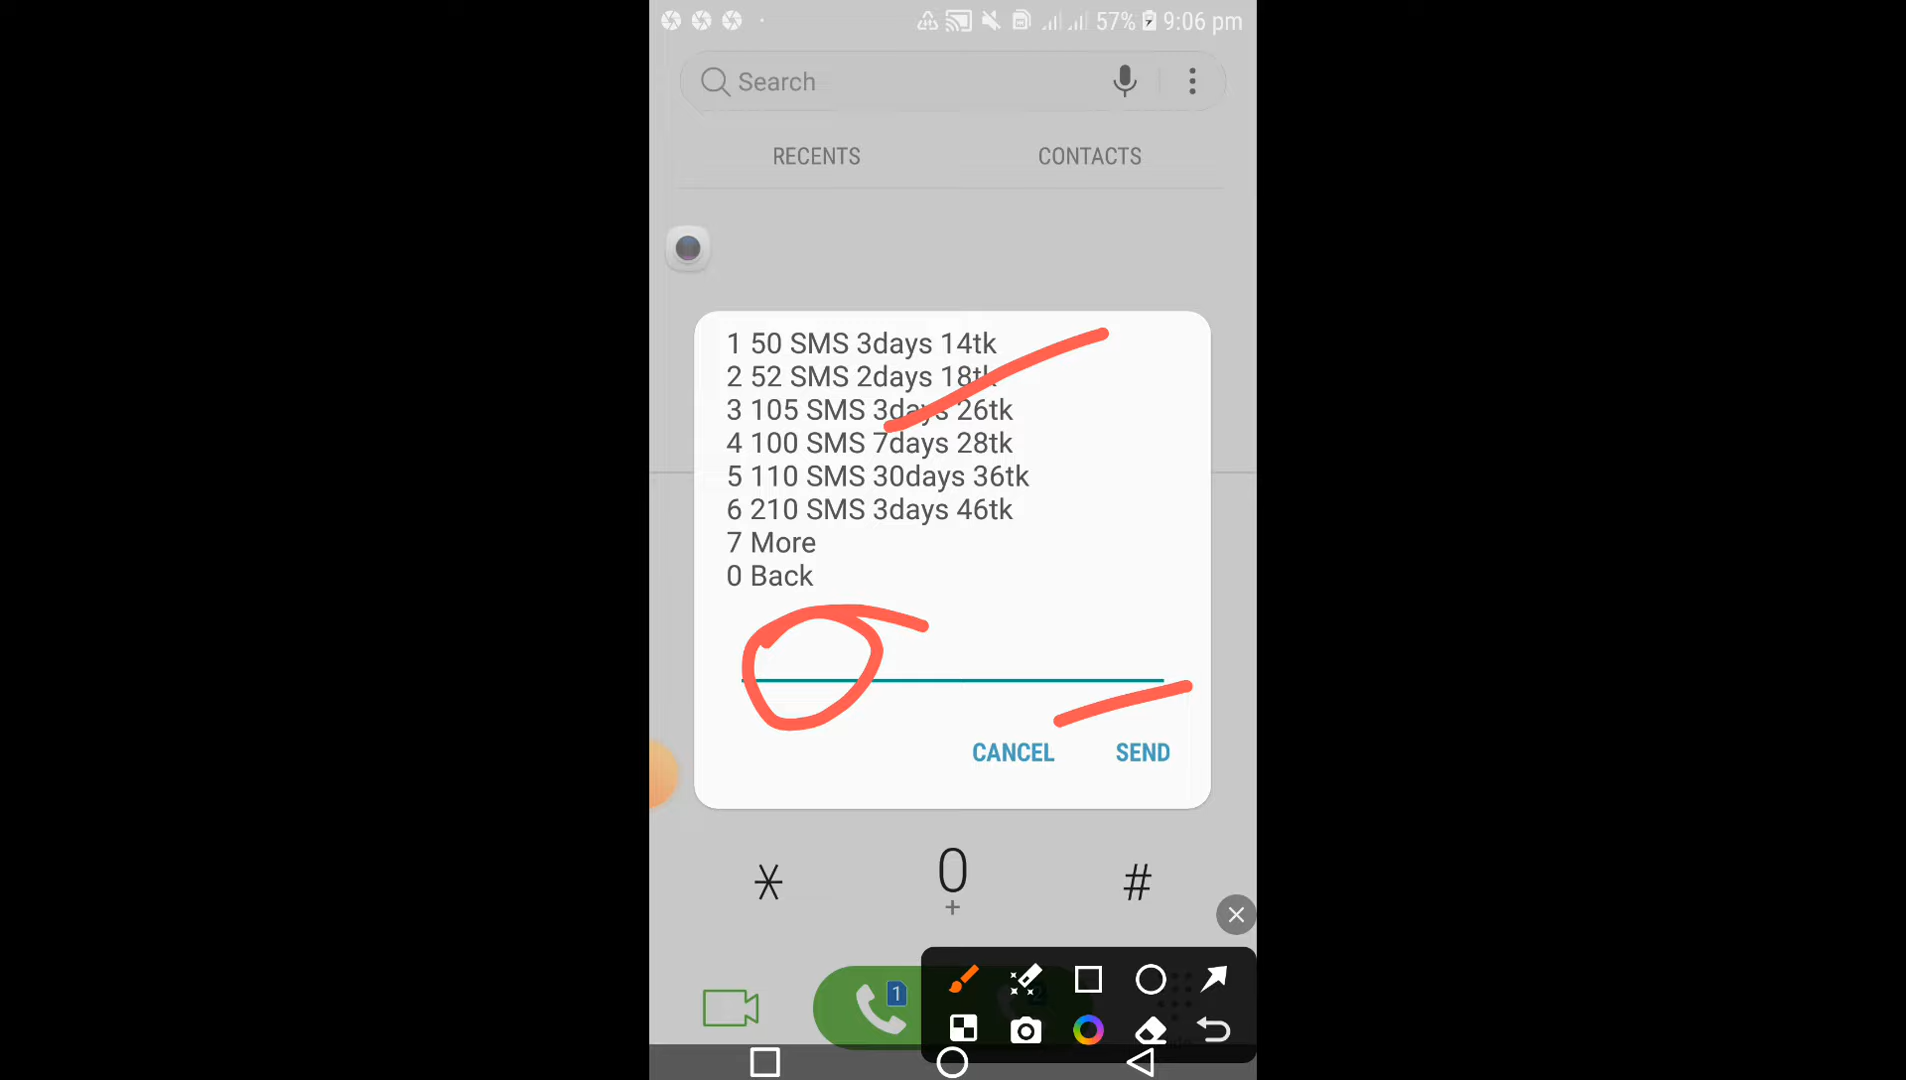 57% 9:06 pm
Search
RECENTS CONTACTS
1 50 SMS 3days 14tk
2 52 SMS 2days 18tk
3 105 SMS 3days 26tk
4 100 SMS 7days 28tk
5 110 SMS 30days 36tk
6 210 SMS 3days 46tk
7 More
0 Back
CANCEL SEND
* 0 #
+
1 2